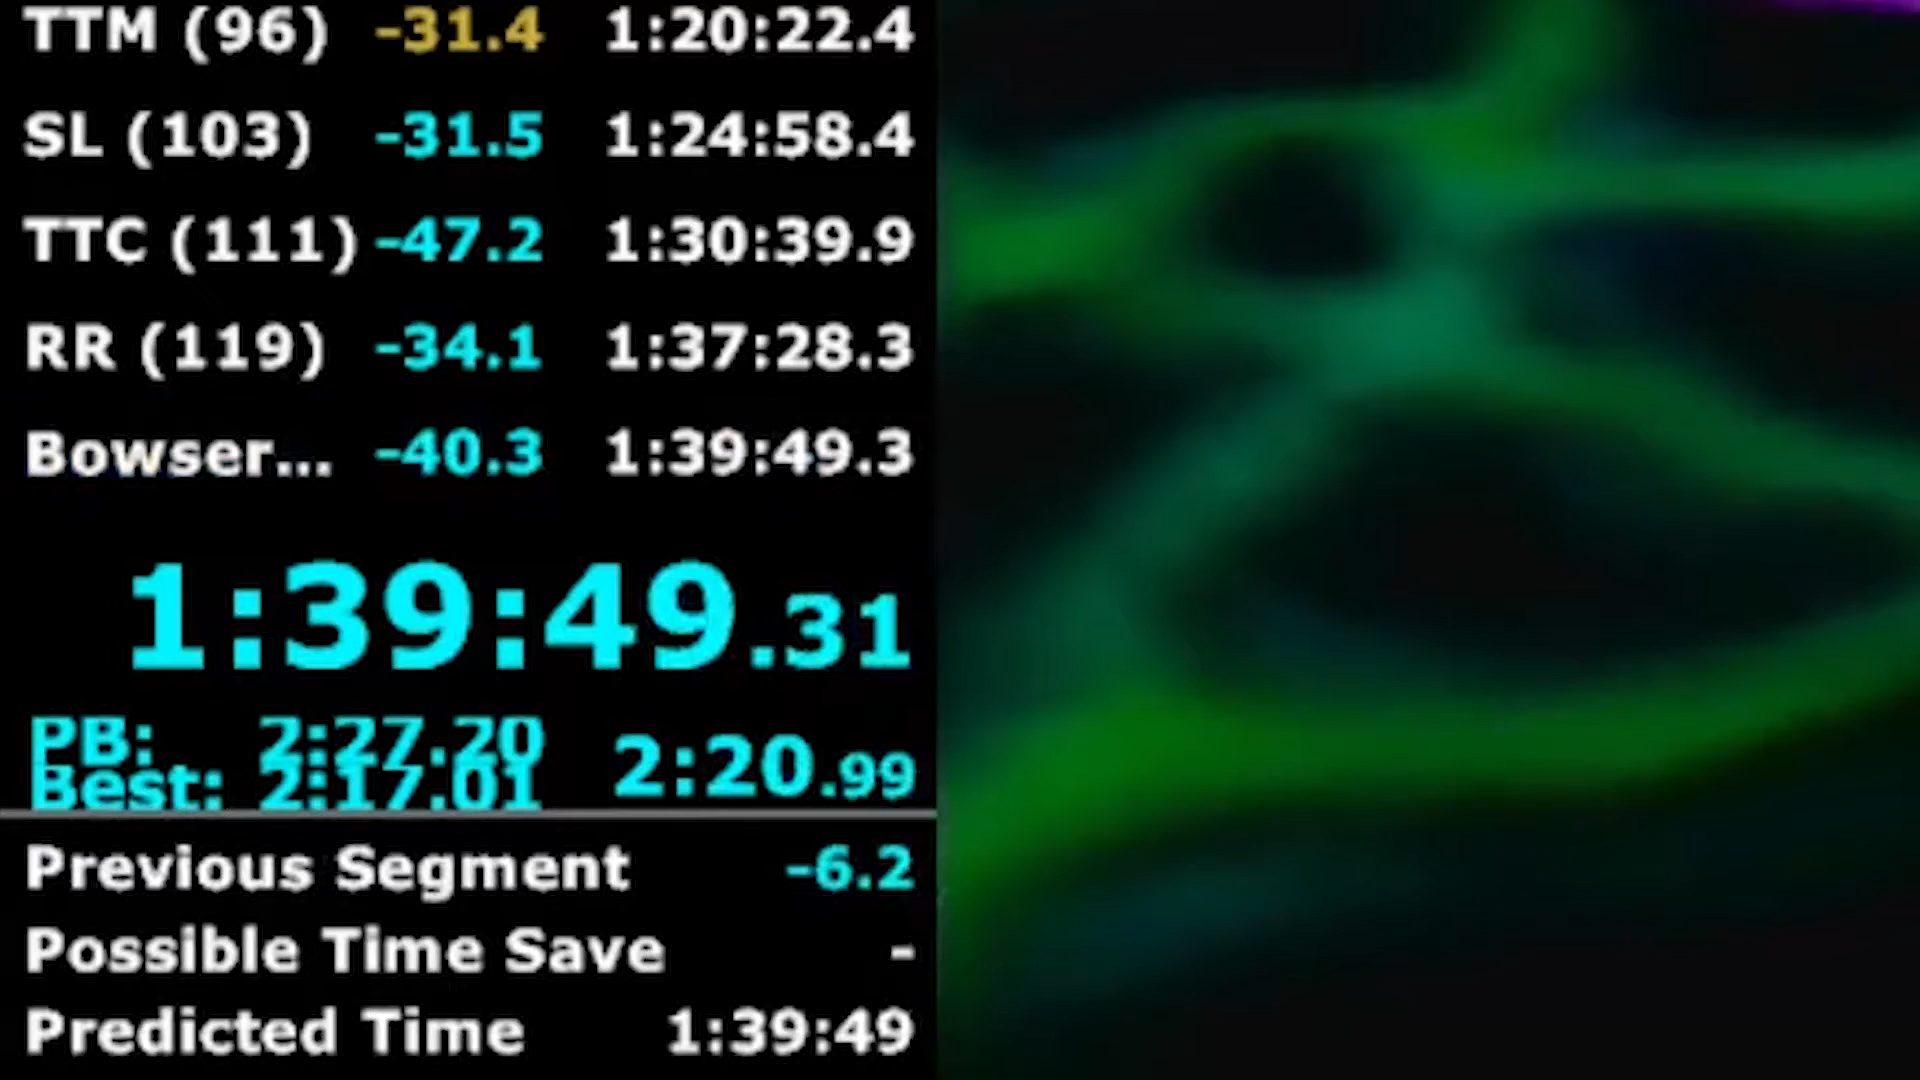 TTM (96) -31.4 1:20:22.4
SL (103) -31.5 1:24:58.4
TTC (111) -47.2 1:30:39.9
RR (119) -34.1 1:37:28.3
Bowser... -40.3 1:39:49.3
1:39:49.31
PB: 2:27.20 2:20.99
Best: 2:17.01
Previous Segment -6.2
Possible Time Save -
Predicted Time 1:39:49